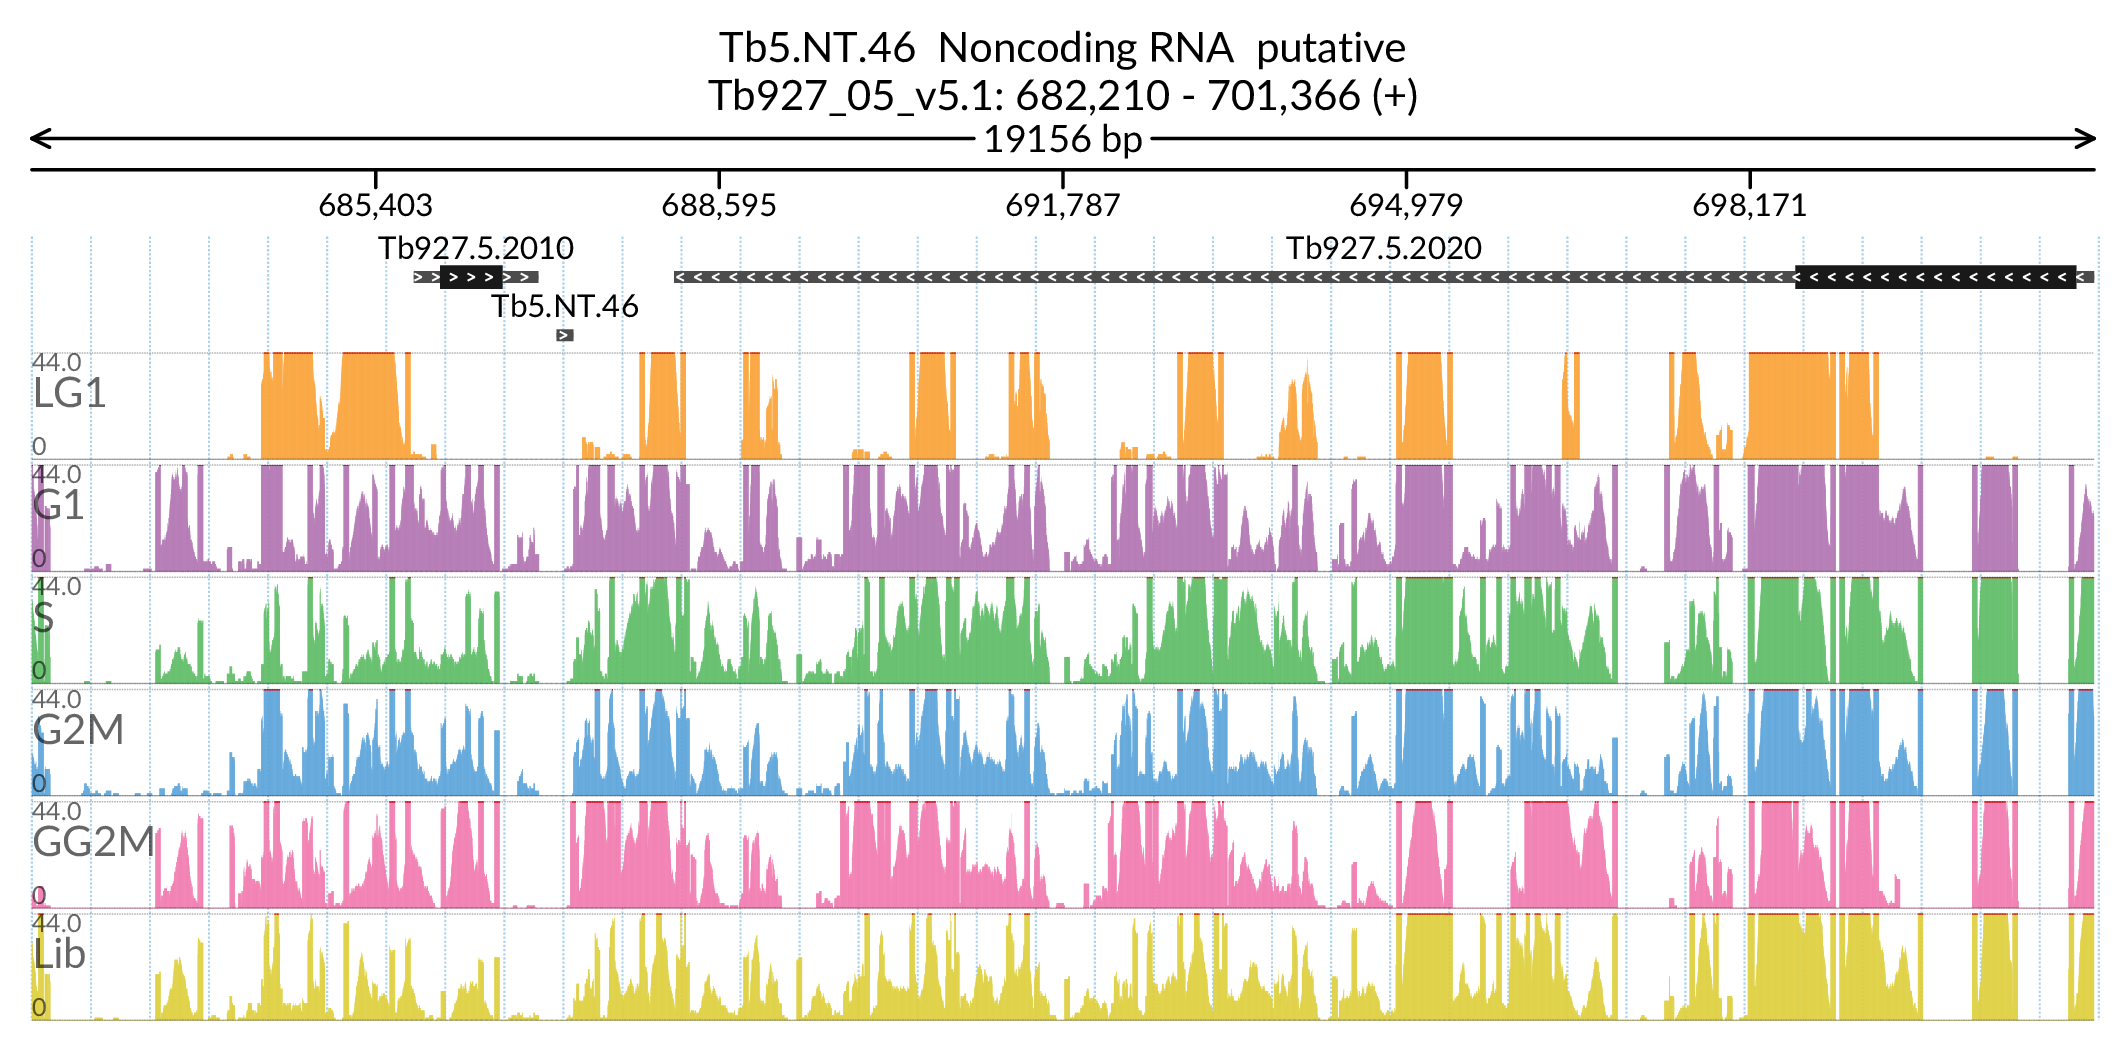 Tb5.NT.46  Noncoding RNA  putative
Tb927_05_v5.1: 682,210 - 701,366 (+)
19156 bp
685,403 688,595 691,787 694,979 698,171
Tb927.5.2010 Tb927.5.2020
Tb5.NT.46
44.0
LG1
0
44.0
G1
0
44.0
S
0
44.0
G2M
0
44.0
GG2M
0
44.0
Lib
0